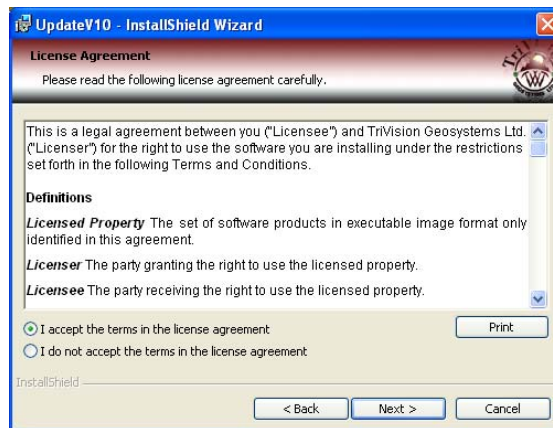 UpdateV10 - InstallShield Wizard
License Agreement
Please read the following license agreement carefully.
This is a legal agreement between you ("Licensee") and TriVision Geosystems Ltd.
("Licenser") for the right to use the software you are installing under the restrictions
set forth in the following Terms and Conditions.
Definitions
Licensed Property The set of software products in executable image format only
identified in this agreement.
Licenser The party granting the right to use the licensed property.
Licensee The party receiving the right to use the licensed property.
I accept the terms in the license agreement
Print
I do not accept the terms in the license agreement
InstallShield
< Back
Next >
Cancel